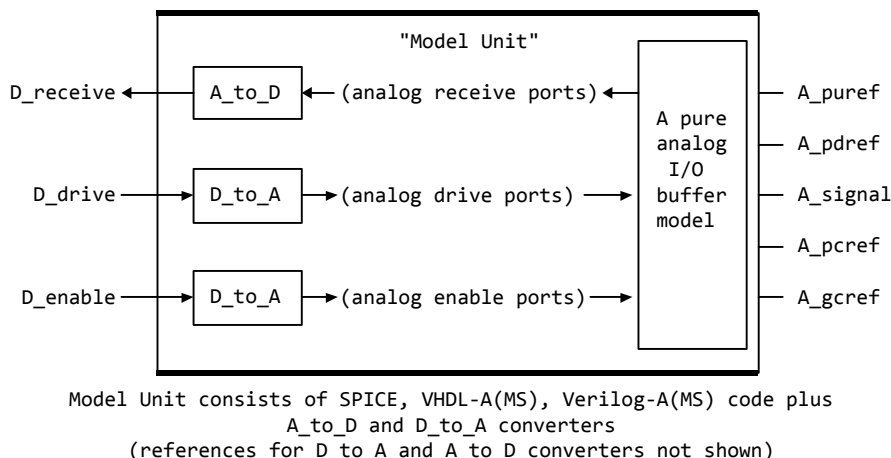 "Model Unit"
D_receive
A_to_D
(analog receive ports)
A_puref
A pure
analog
I/O
buffer
model
A_pdref
D_drive
D_to_A
(analog drive ports)
A_signal
A_pcref
D_enable
D_to_A
(analog enable ports)
A_gcref
Model Unit consists of SPICE, VHDL-A(MS), Verilog-A(MS) code plus
A_to_D and D_to_A converters
(references for D_to_A and A_to_D converters not shown)